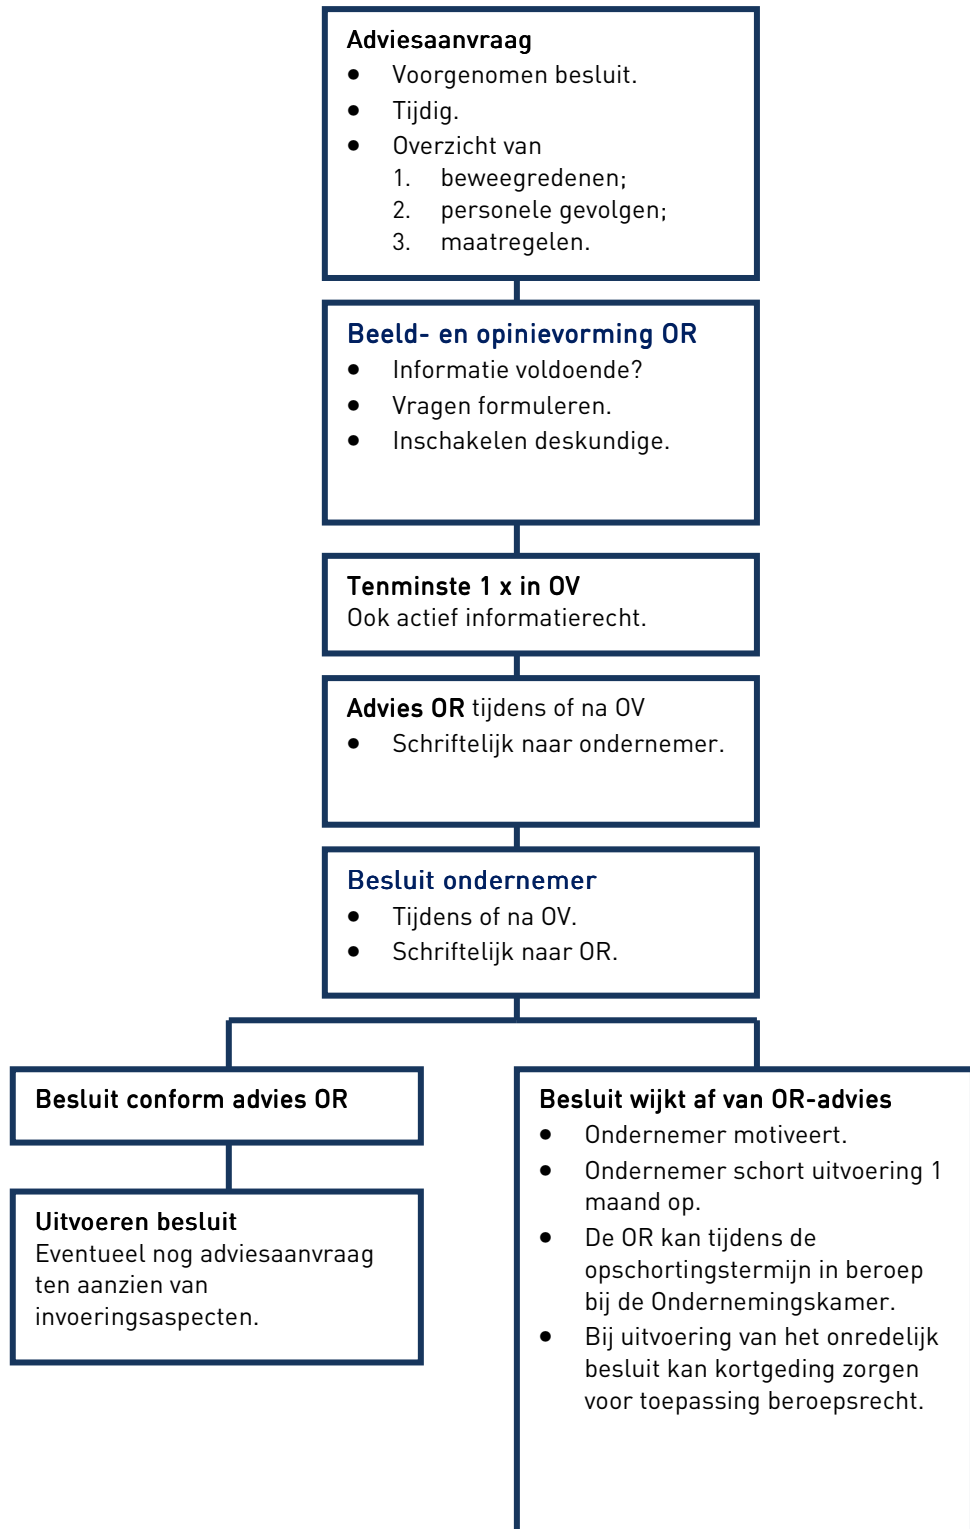 Adviesaanvraag
● Voorgenomen besluit.
● Tijdig.
● Overzicht van
1. beweegredenen;
2. personele gevolgen;
3. maatregelen.
Beeld- en opinievorming OR
● Informatie voldoende?
● Vragen formuleren.
● Inschakelen deskundige.
Tenminste 1 x in OV
Ook actief informatierecht.
Advies OR tijdens of na OV
● Schriftelijk naar ondernemer.
Besluit ondernemer
● Tijdens of na OV.
● Schriftelijk naar OR.
Besluit conform advies OR
Uitvoeren besluit
Eventueel nog adviesaanvraag
ten aanzien van
invoeringsaspecten.
Besluit wijkt af van OR-advies
● Ondernemer motiveert.
● Ondernemer schort uitvoering 1
maand op.
● De OR kan tijdens de
opschortingstermijn in beroep
bij de Ondernemingskamer.
● Bij uitvoering van het onredelijk
besluit kan kortgeding zorgen
voor toepassing beroepsrecht.